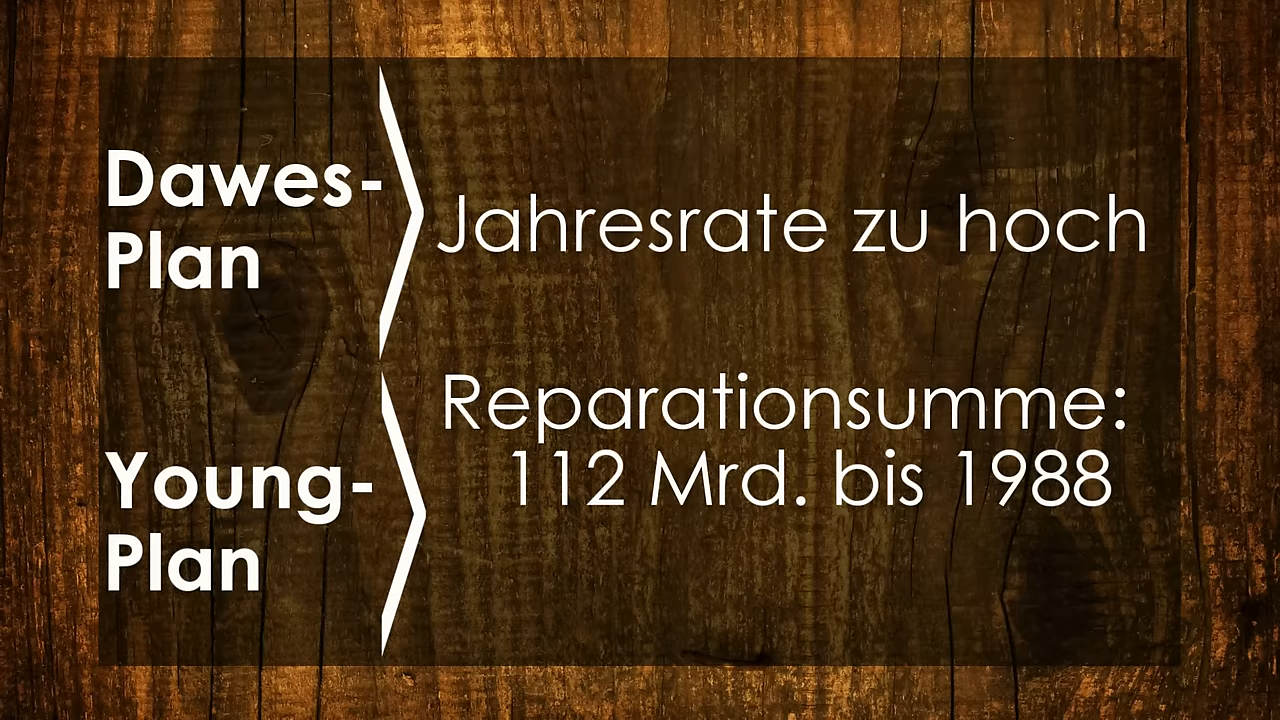 Dawes-
Plan
Jahresrate zu hoch
Young-
Plan
Reparationsumme:
112 Mrd. bis 1988